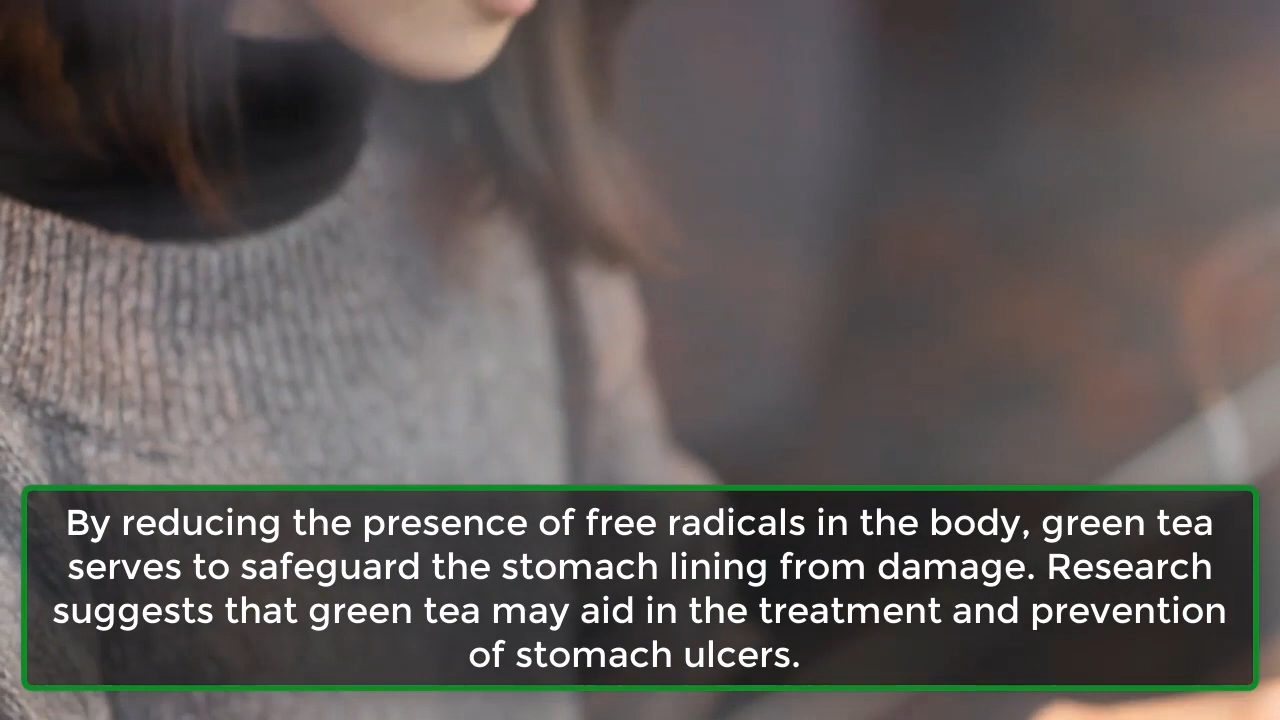 By reducing the presence of free radicals in the body, green tea
serves to safeguard the stomach lining from damage. Research
suggests that green tea may aid in the treatment and prevention
of stomach ulcers.